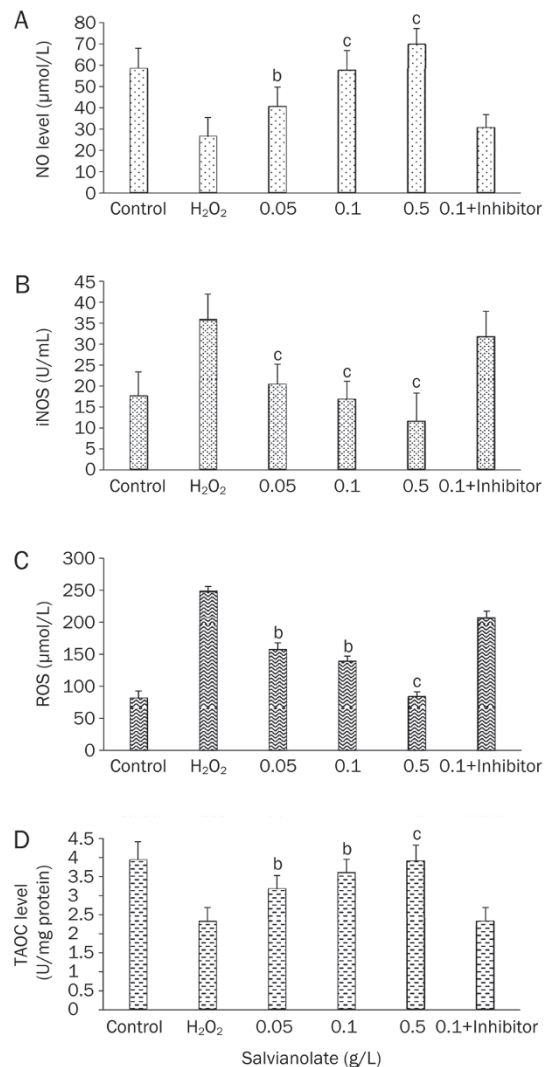 A
80
70
60
50
40
30
20
10
0
NO level (μmol/L)
b
c
c
Control H₂O₂ 0.05 0.1 0.5 0.1+Inhibitor
B
45
40
35
30
25
20
15
10
5
0
iNOS (U/mL)
c
c
c
Control H₂O₂ 0.05 0.1 0.5 0.1+Inhibitor
C
300
250
200
150
100
50
0
ROS (μmol/L)
b
b
c
Control H₂O₂ 0.05 0.1 0.5 0.1+Inhibitor
D
4.5
4
3.5
3
2.5
2
1.5
1
0.5
0
TAOC level
(U/mg protein)
b
b
c
Control H₂O₂ 0.05 0.1 0.5 0.1+Inhibitor
Salvianolate (g/L)